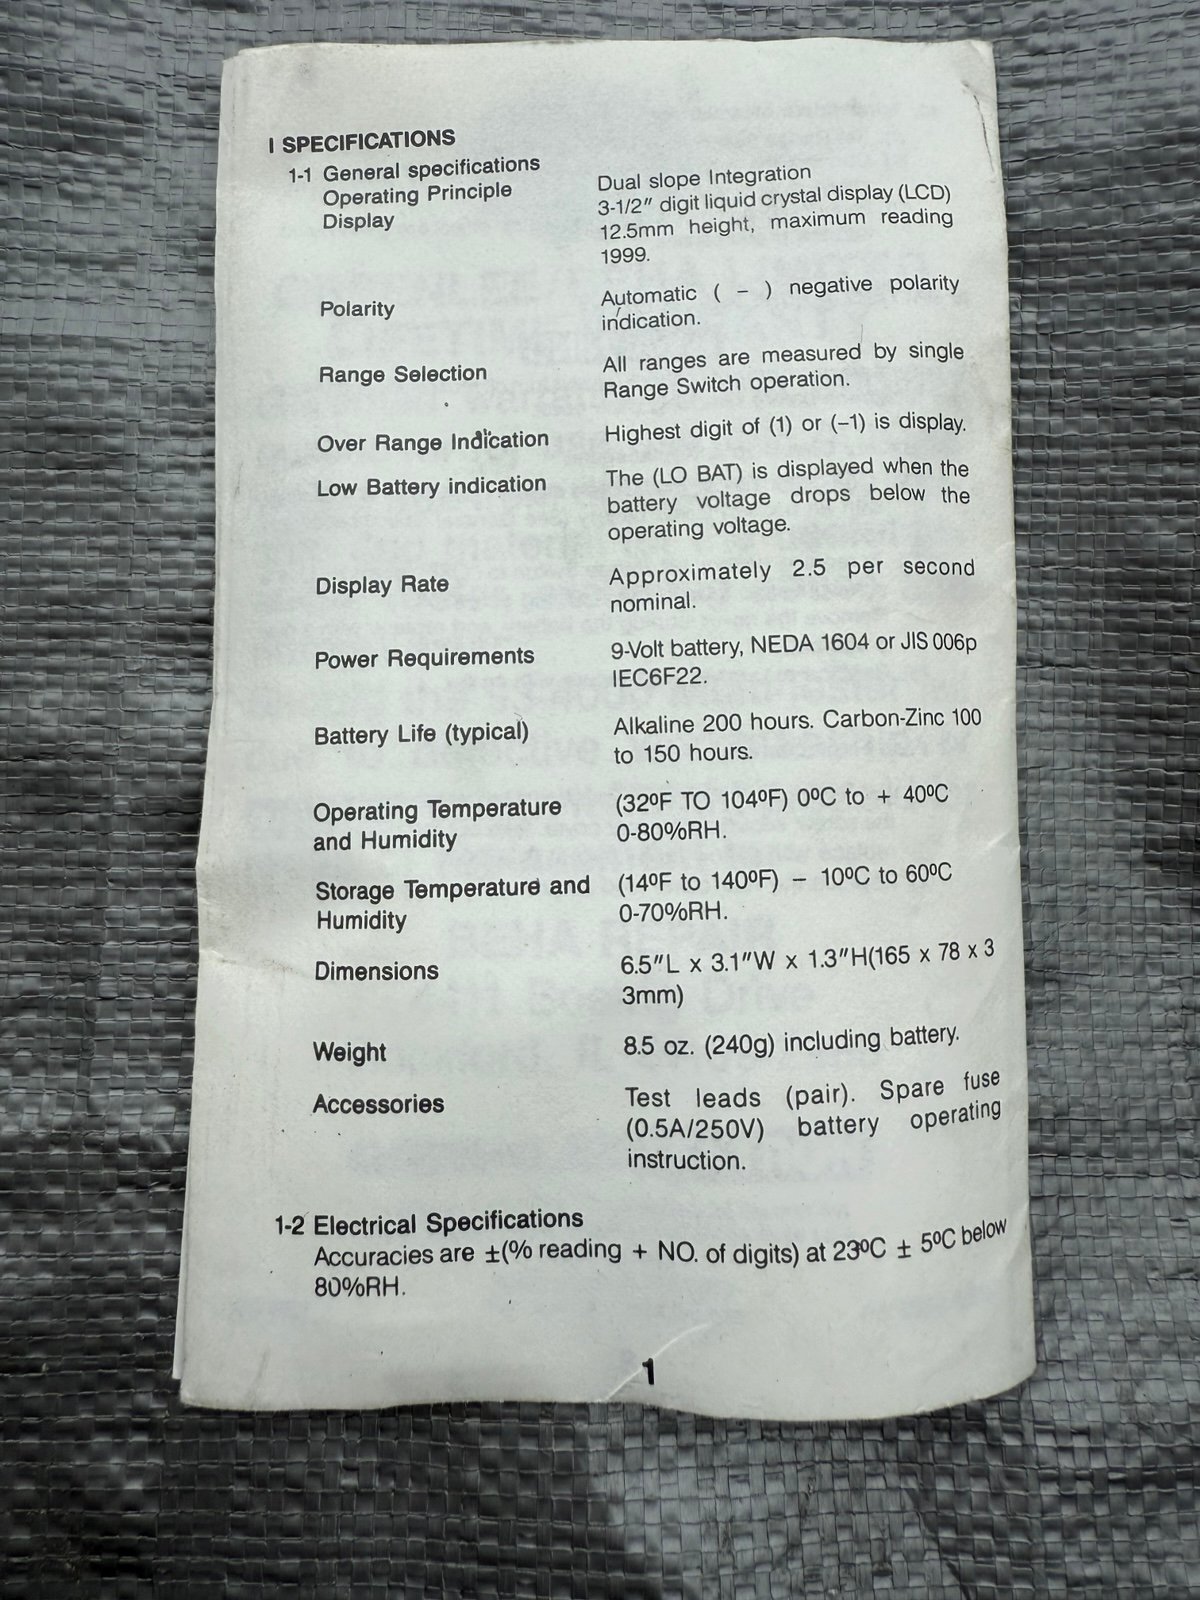 I SPECIFICATIONS
1-1 General specifications
Operating Principle Dual slope Integration
Display 3-1/2" digit liquid crystal display (LCD)
12.5mm height, maximum reading
1999.
Polarity Automatic ( – ) negative polarity
indication.
Range Selection All ranges are measured by single
Range Switch operation.
Over Range Indication Highest digit of (1) or (–1) is display.
Low Battery indication The (LO BAT) is displayed when the
battery voltage drops below the
operating voltage.
Display Rate Approximately 2.5 per second
nominal.
Power Requirements 9-Volt battery, NEDA 1604 or JIS 006p
IEC6F22.
Battery Life (typical) Alkaline 200 hours. Carbon-Zinc 100
to 150 hours.
Operating Temperature (32ºF TO 104ºF) 0ºC to + 40ºC
and Humidity 0-80%RH.
Storage Temperature and (14ºF to 140ºF) – 10ºC to 60ºC
Humidity 0-70%RH.
Dimensions 6.5"L x 3.1"W x 1.3"H(165 x 78 x 3
3mm)
Weight 8.5 oz. (240g) including battery.
Accessories Test leads (pair). Spare fuse
(0.5A/250V) battery operating
instruction.
1-2 Electrical Specifications
Accuracies are ±(% reading + NO. of digits) at 23ºC ± 5ºC below
80%RH.
1